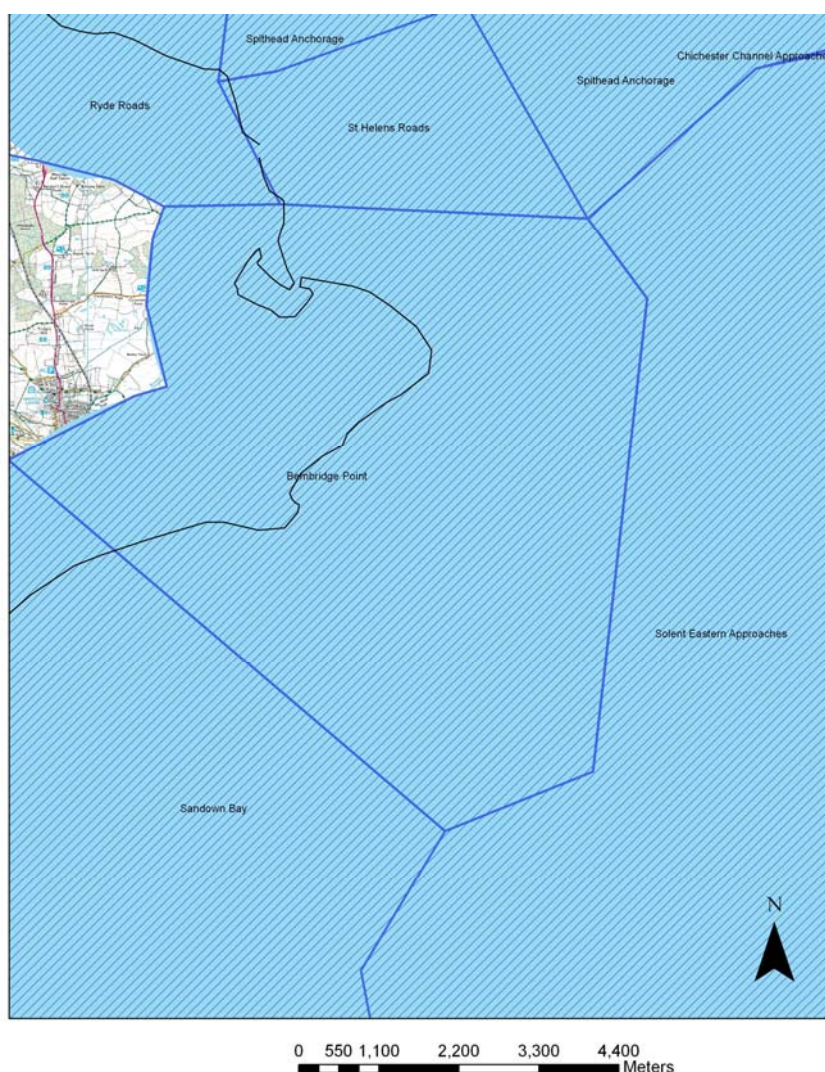 Spithead Anchorage
Chichester Channel Approache
Spithead Anchorage
Ryde Roads
St Helens Roads
Bembridge Point
Solent Eastern Approaches
Sandown Bay
N
0 550 1,100 2,200 3,300 4,400
Meters